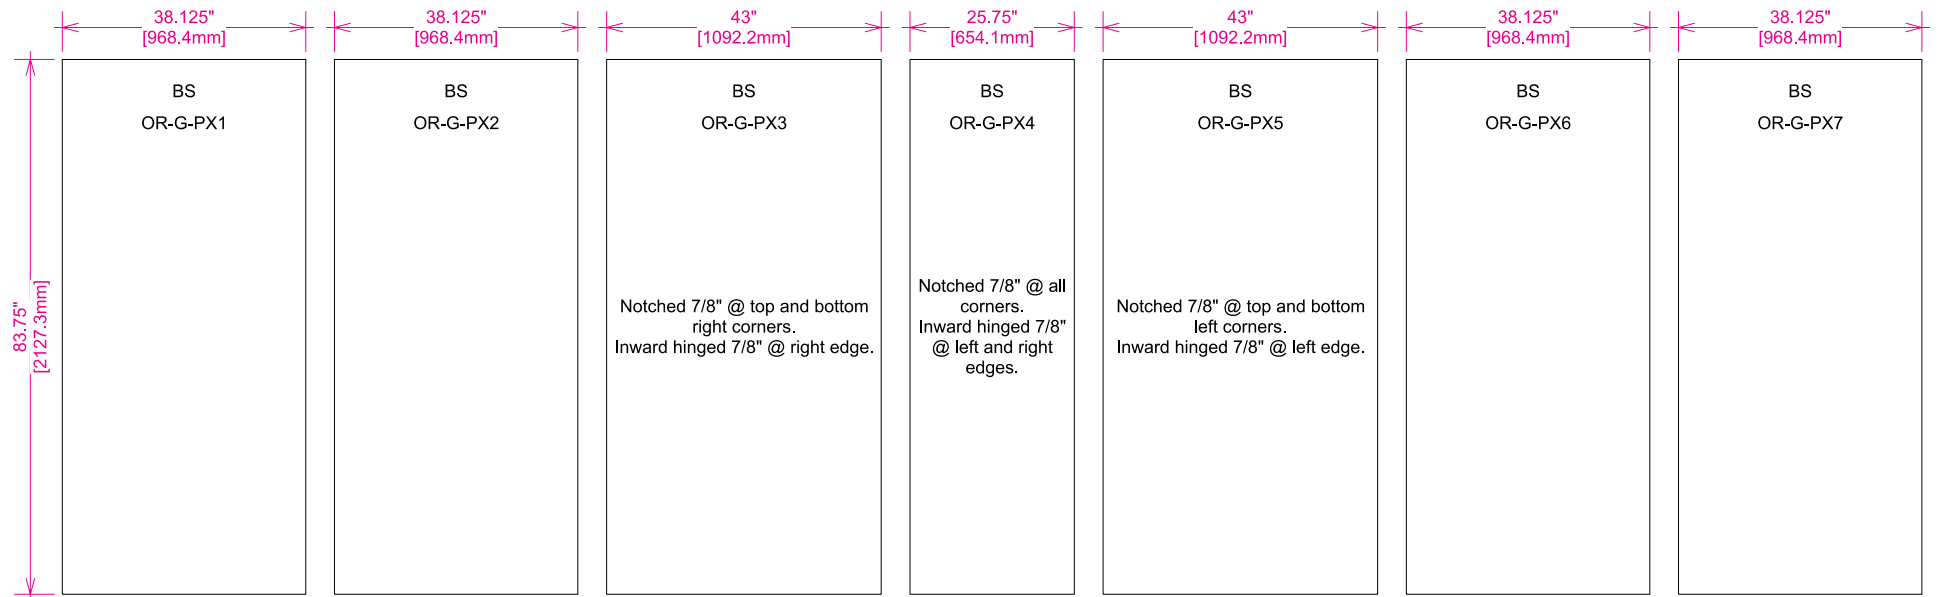 38.125"
[968.4mm]
38.125"
[968.4mm]
43"
[1092.2mm]
25.75"
[654.1mm]
43"
[1092.2mm]
38.125"
[968.4mm]
38.125"
[968.4mm]
83.75"
[2127.3mm]
BS
OR-G-PX1
BS
OR-G-PX2
BS
OR-G-PX3
Notched 7/8" @ top and bottom
right corners.
Inward hinged 7/8" @ right edge.
BS
OR-G-PX4
Notched 7/8" @ all
corners.
Inward hinged 7/8"
@ left and right
edges.
BS
OR-G-PX5
Notched 7/8" @ top and bottom
left corners.
Inward hinged 7/8" @ left edge.
BS
OR-G-PX6
BS
OR-G-PX7